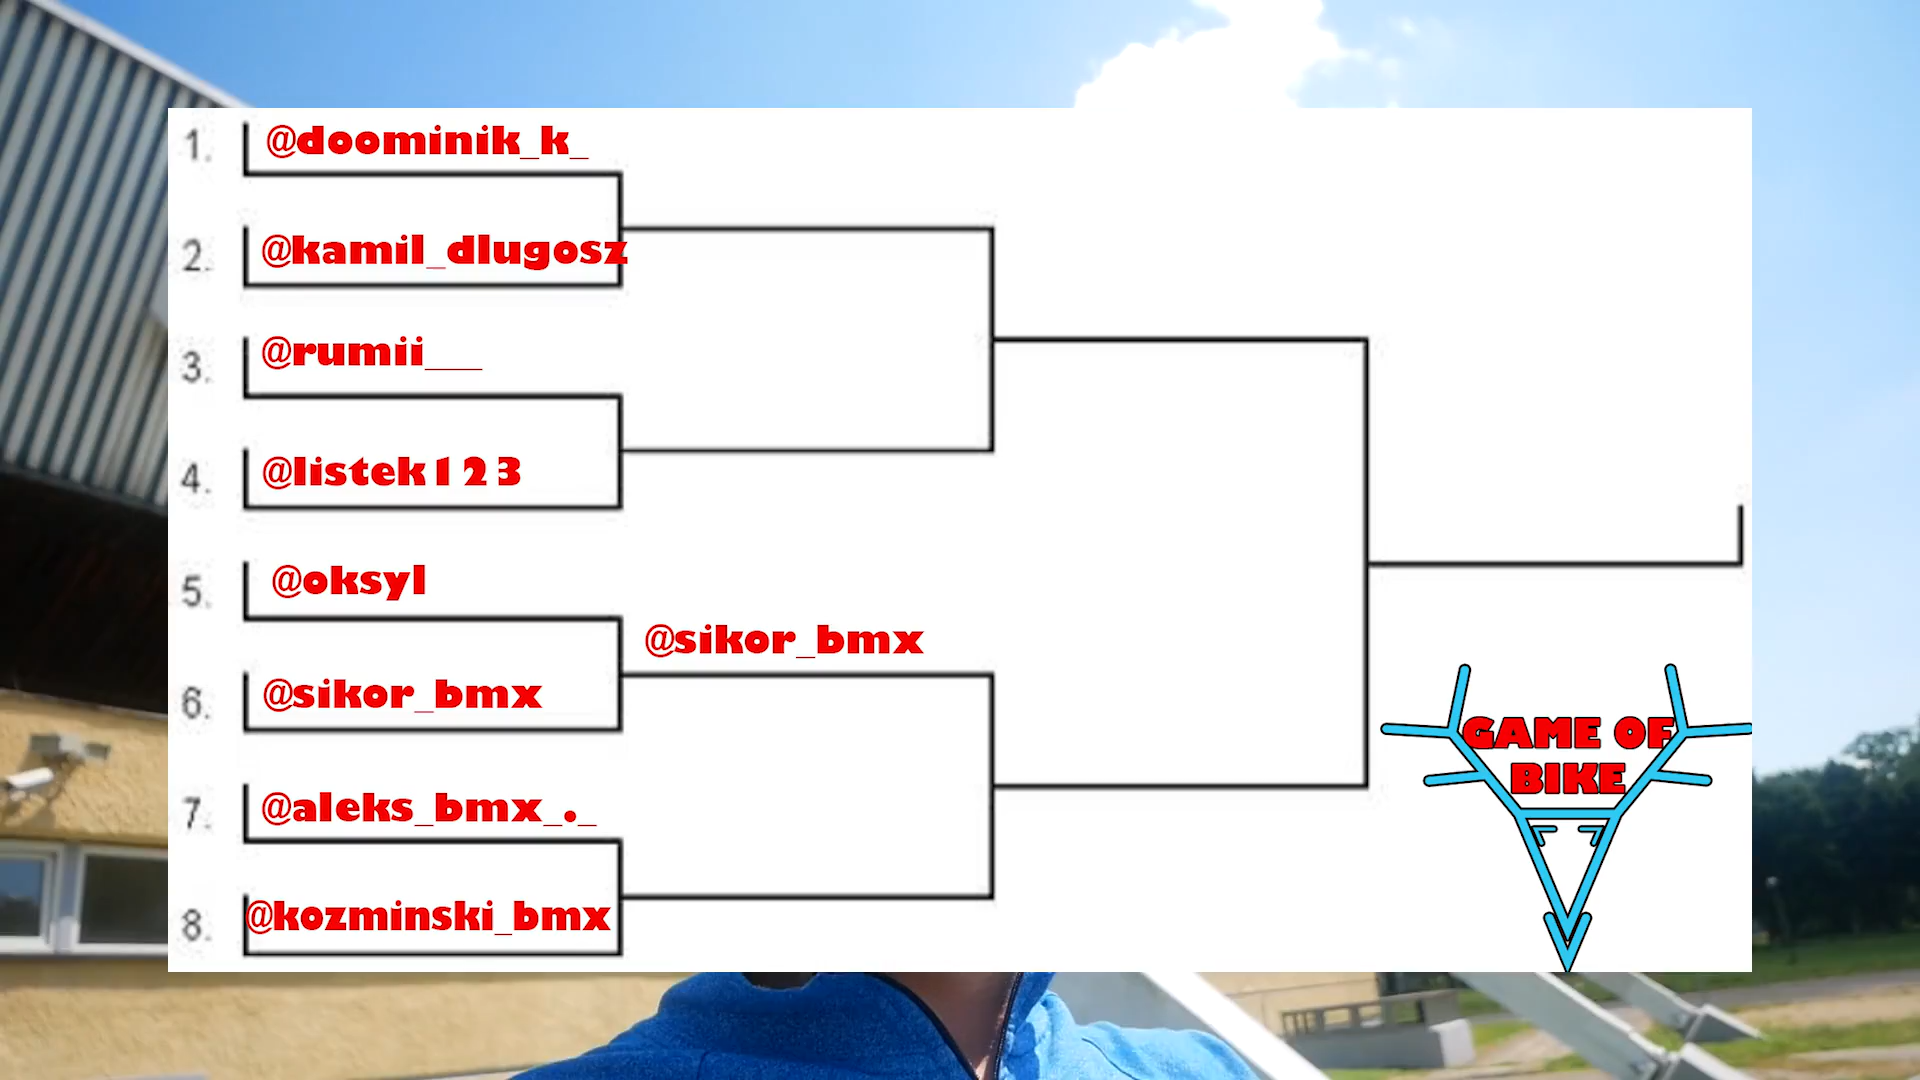 1. @doominik_k_
2. @kamil_dlugosz
3. @rumii___
4. @listek123
5. @oksyl
@sikor_bmx
6. @sikor_bmx
7. @aleks_bmx_._
8. @kozminski_bmx
GAME OF
BIKE